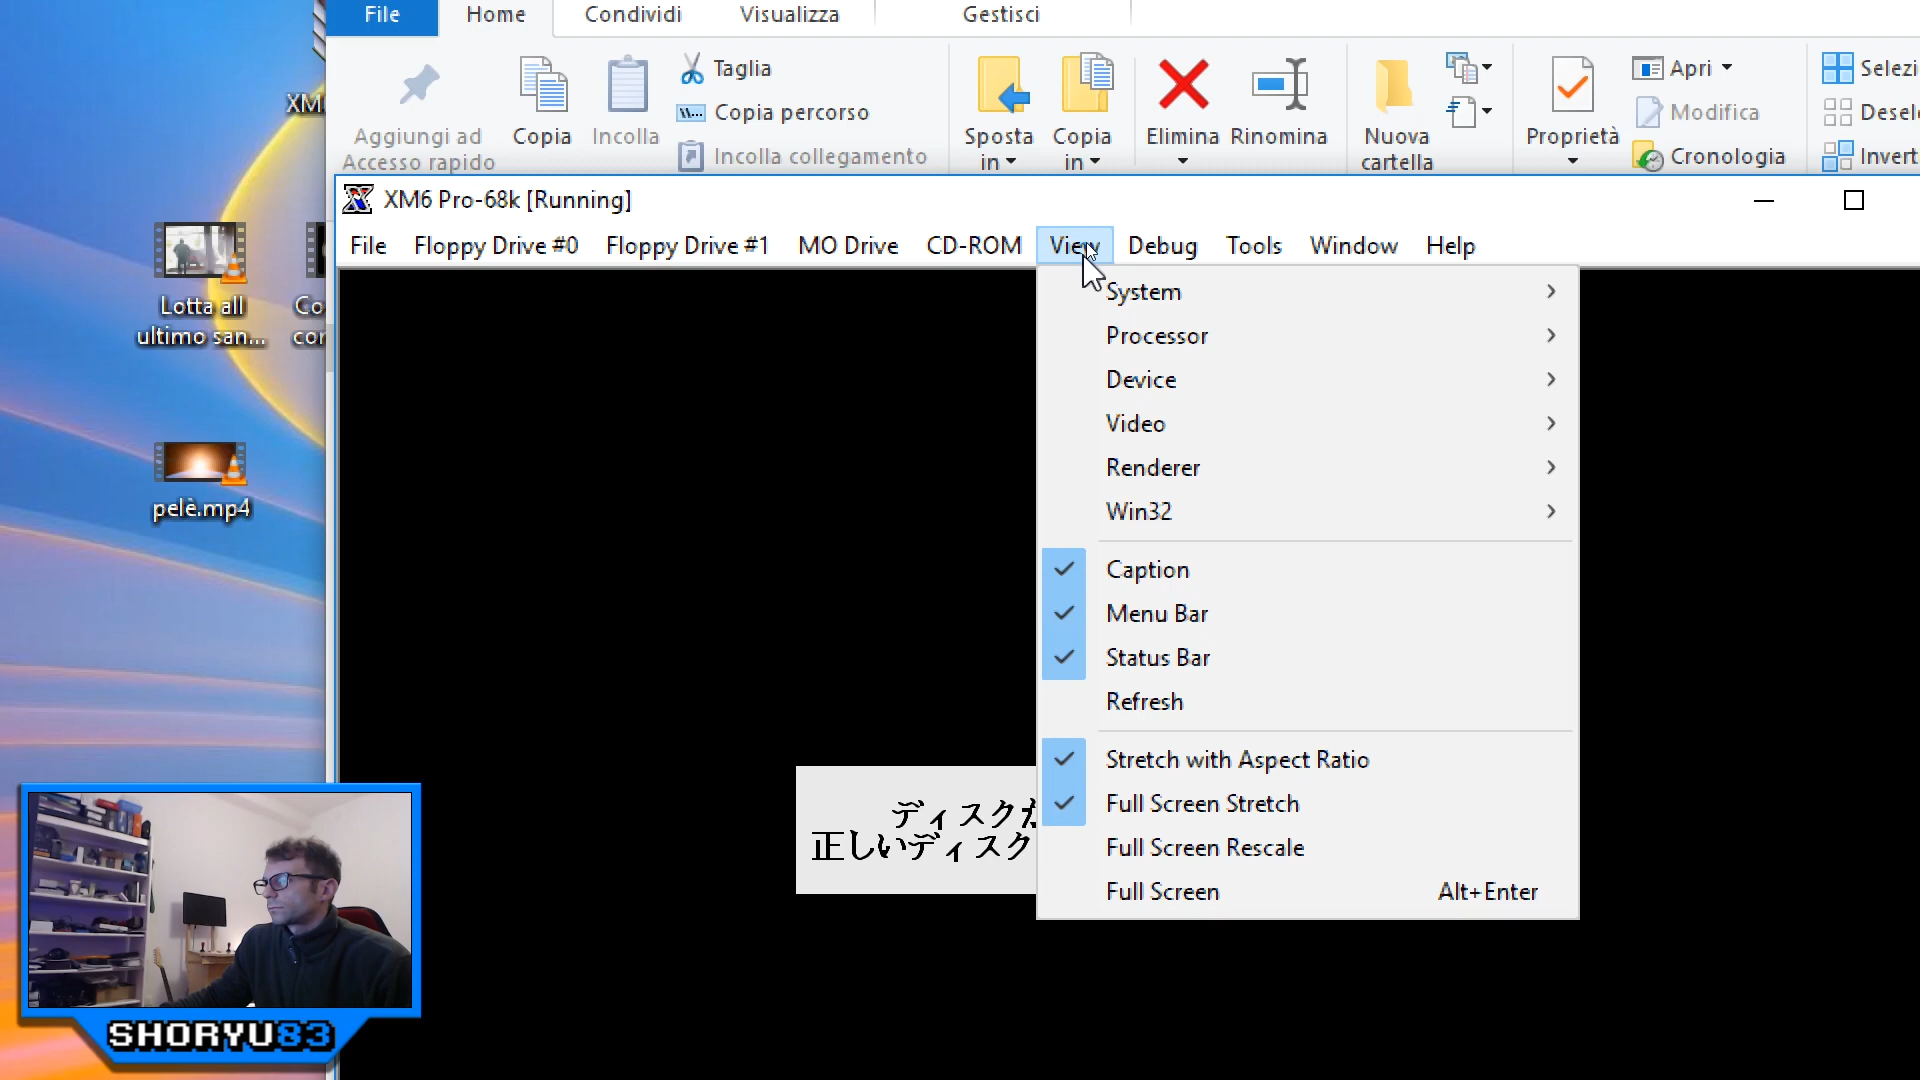 File Home Condividi Visualizza Gestisci
Aggiungi ad
Accesso rapido
Copia
Incolla
Taglia
Copia percorso
Incolla collegamento
Sposta
in
Copia
in
Elimina
Rinomina
Nuova
cartella
Proprietà
Apri
Modifica
Cronologia
Selezi
Desel
Invert
XM
XM6 Pro-68k [Running]
File Floppy Drive #0 Floppy Drive #1 MO Drive CD-ROM View Debug Tools Window Help
System
Processor
Device
Video
Renderer
Win32
Caption
Menu Bar
Status Bar
Refresh
Stretch with Aspect Ratio
Full Screen Stretch
Full Screen Rescale
Full Screen Alt+Enter
Lotta all
ultimo san...
Co
cor
pelè.mp4
ディスクが
正しいディスク
SHORYU83